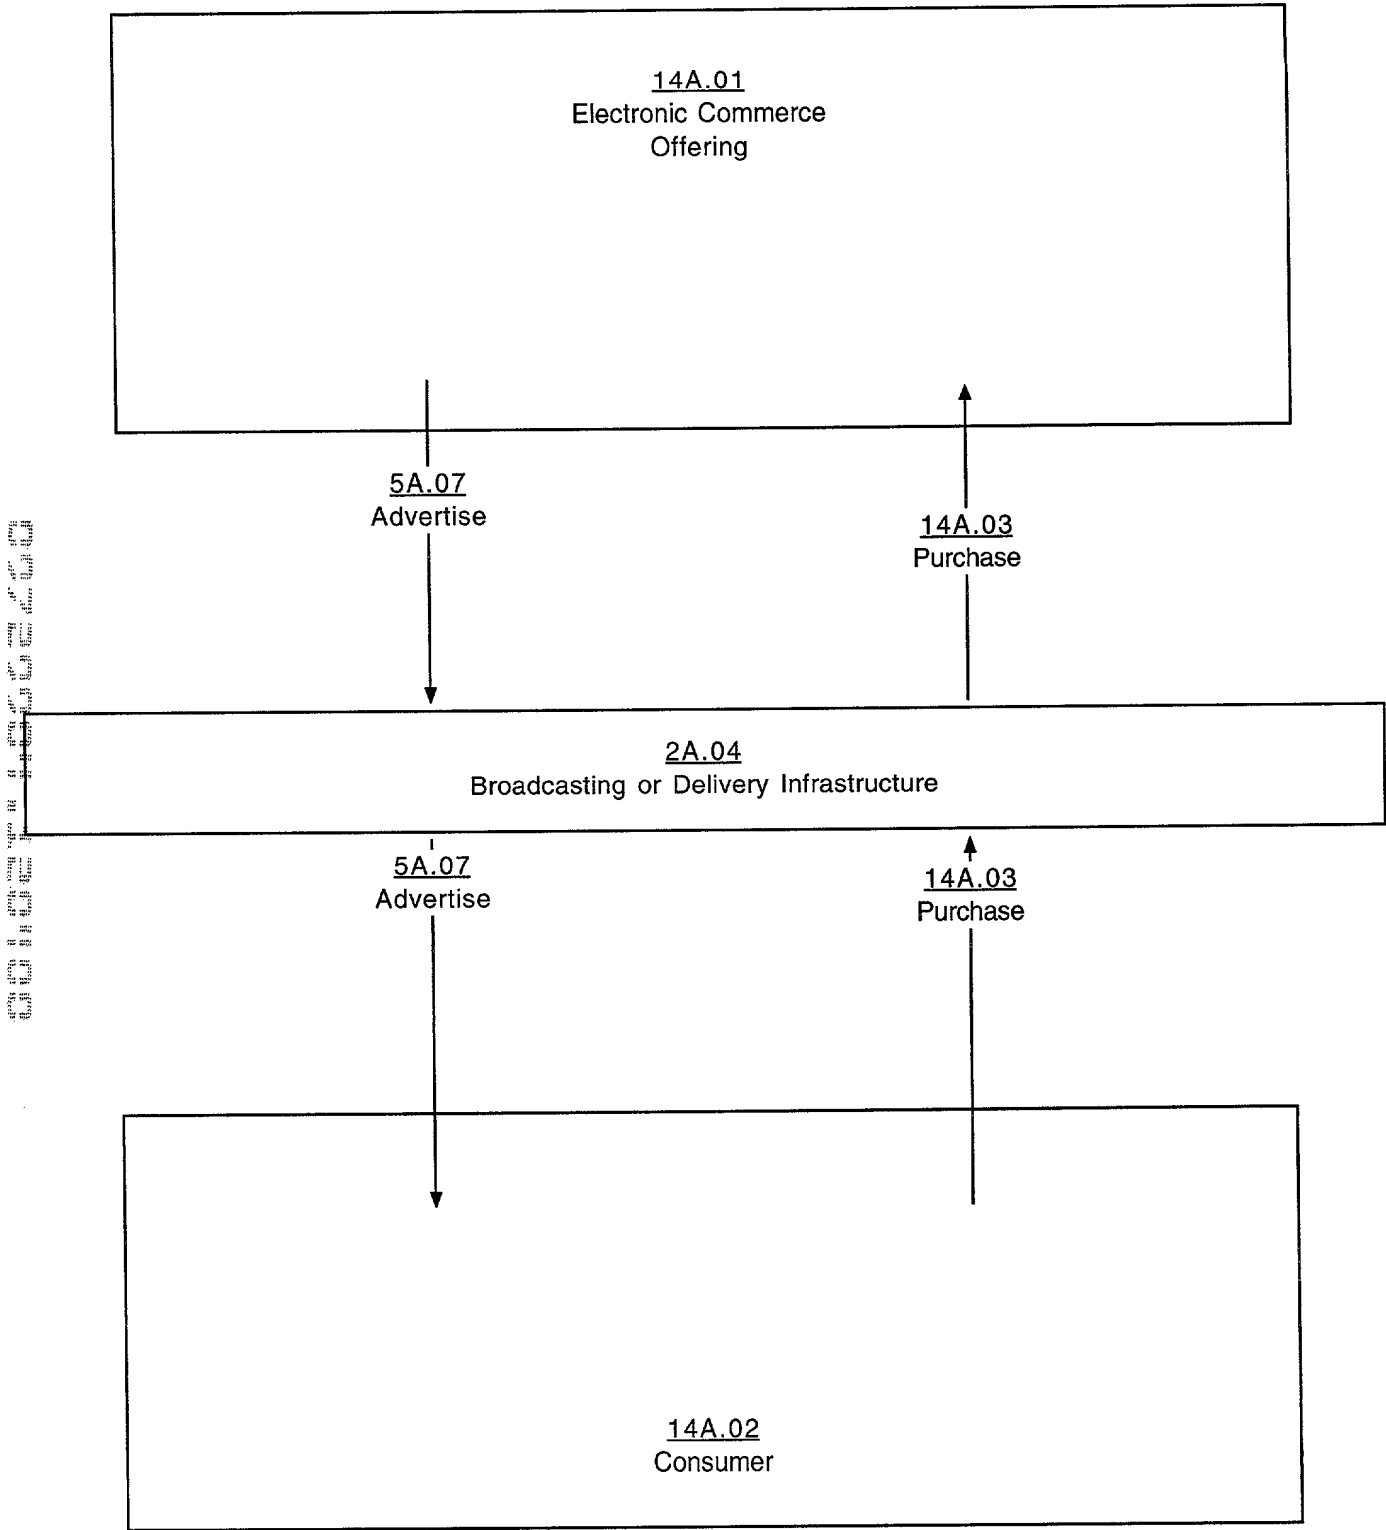 14A.01
Electronic Commerce
Offering
5A.07
Advertise
14A.03
Purchase
2A.04
Broadcasting or Delivery Infrastructure
5A.07
Advertise
14A.03
Purchase
14A.02
Consumer